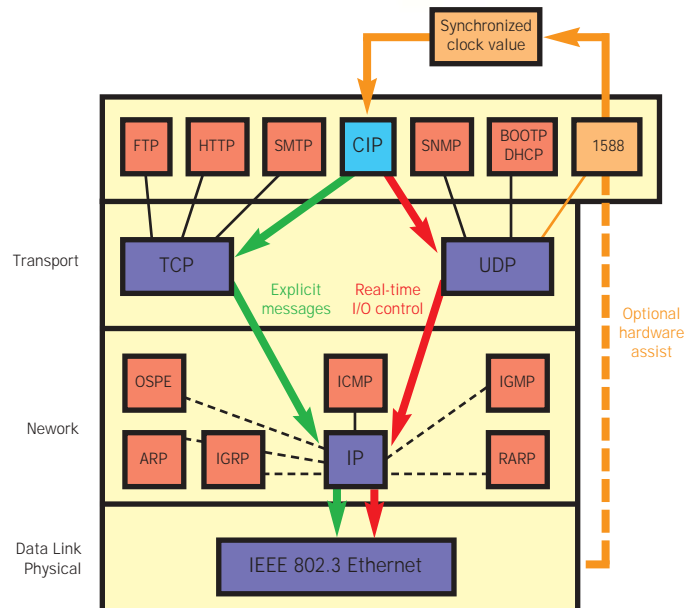 Synchronized
clock value
FTP
HTTP
SMTP
CIP
SNMP
BOOTP
DHCP
1588
Transport
TCP
UDP
Explicit
messages
Real-time
I/O control
Optional
hardware
assist
OSPE
ICMP
IGMP
Nework
ARP
IGRP
IP
RARP
Data Link
Physical
IEEE 802.3 Ethernet